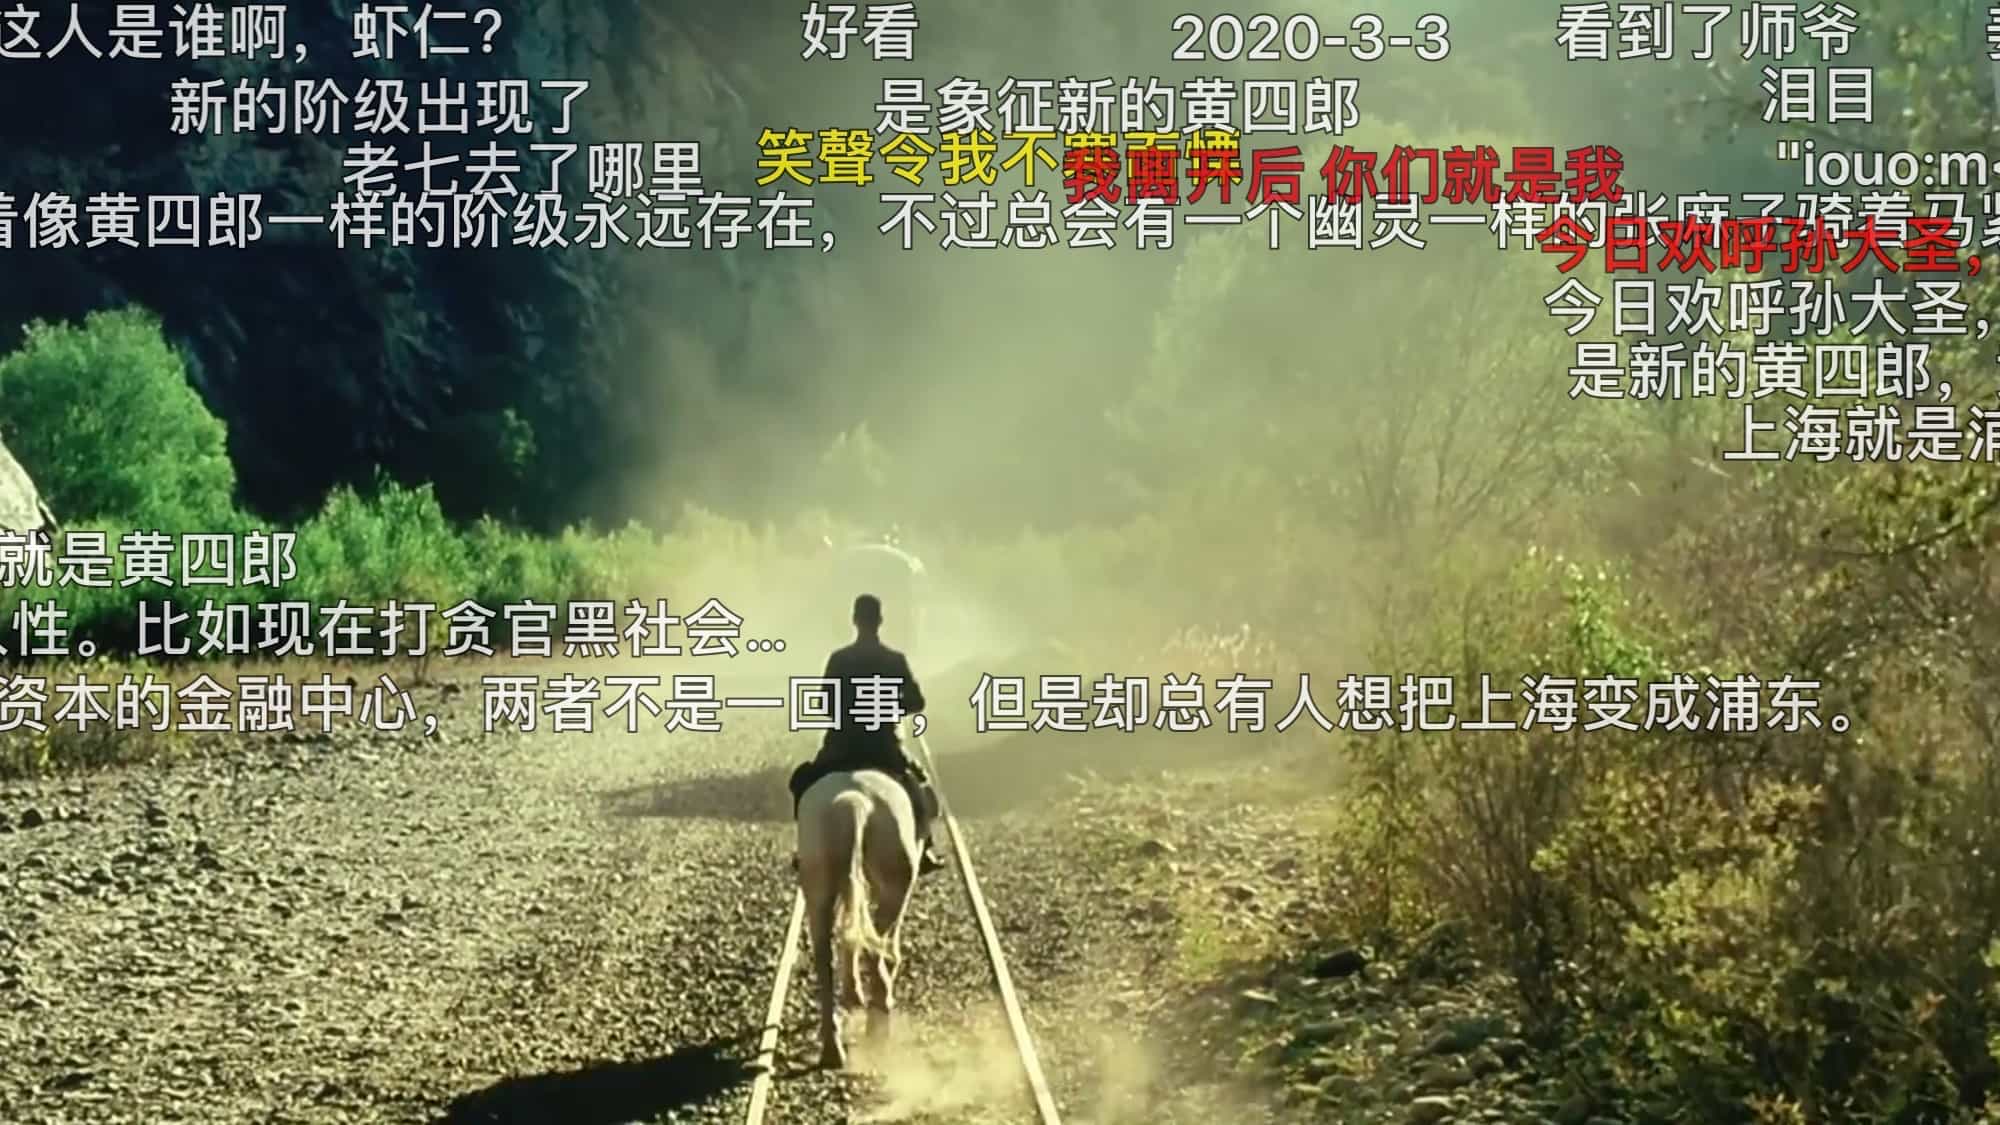 这人是谁啊，虾仁？
好看
2020-3-3
看到了师爷
新的阶级出现了
是象征新的黄四郎
泪目
老七去了哪里
笑聲令我不寒而慄
我离开后 你们就是我
"iouo:m
着像黄四郎一样的阶级永远存在，不过总会有一个幽灵一样的张麻子骑着马
今日欢呼孙大圣，
今日欢呼孙大圣，
是新的黄四郎，
上海就是浦
就是黄四郎
性。比如现在打贪官黑社会...
资本的金融中心，两者不是一回事，但是却总有人想把上海变成浦东。